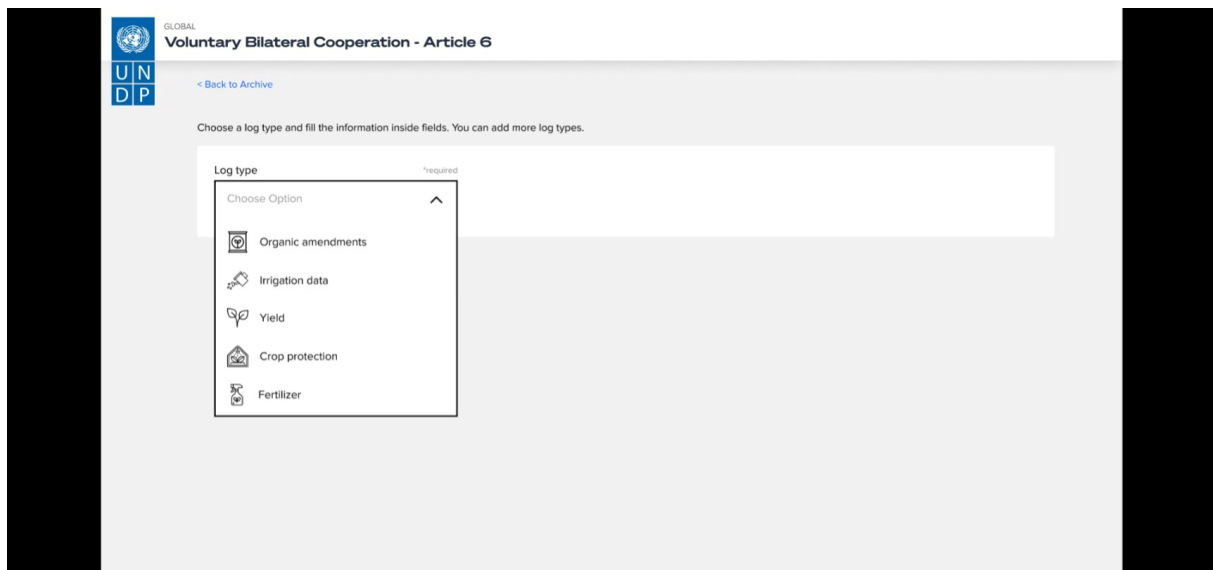 GLOBAL
Voluntary Bilateral Cooperation - Article 6
U N
D P
< Back to Archive
Choose a log type and fill the information inside fields. You can add more log types.
Log type *required
Choose Option
Organic amendments
Irrigation data
Yield
Crop protection
Fertilizer